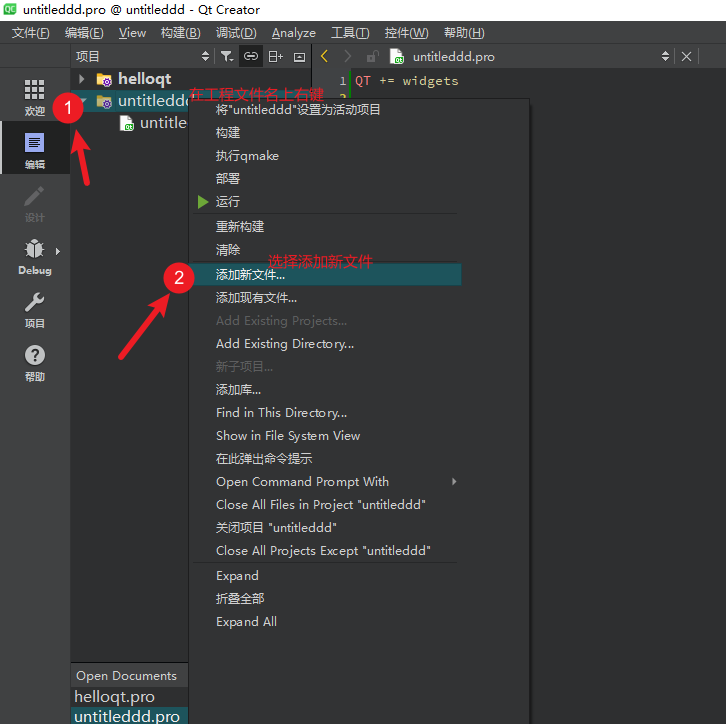 untitleddd.pro @ untitleddd - Qt Creator
文件(F) 编辑(E) View 构建(B) 调试(D) Analyze 工具(T) 控件(W) 帮助(H)
项目
untitleddd.pro
欢迎
编辑
设计
Debug
项目
帮助
helloqt
untitleddd
untitle
1 QT += widgets
2
1
在工程文件名上右键
将"untitleddd"设置为活动项目
构建
执行qmake
部署
运行
重新构建
清除
选择添加新文件
2
添加新文件...
添加现有文件...
Add Existing Projects...
Add Existing Directory...
新子项目...
添加库...
Find in This Directory...
Show in File System View
在此弹出命令提示
Open Command Prompt With
Close All Files in Project "untitleddd"
关闭项目 "untitleddd"
Close All Projects Except "untitleddd"
Expand
折叠全部
Expand All
Open Documents
helloqt.pro
untitleddd.pro